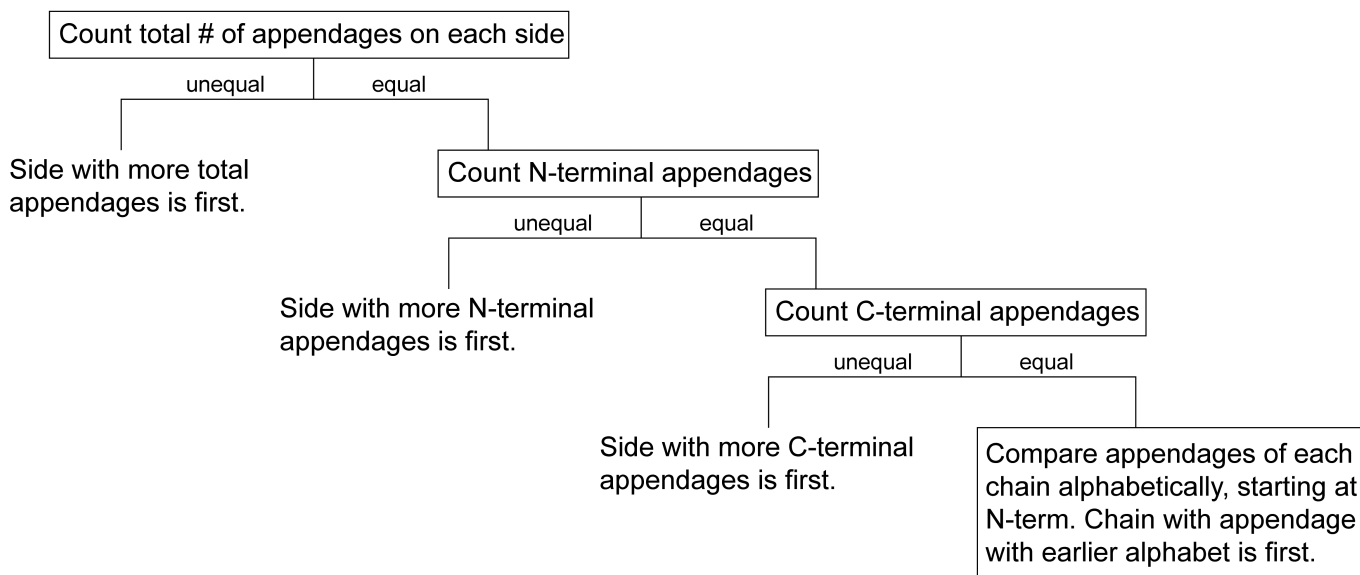 Count total # of appendages on each side
unequal
equal
Side with more total
appendages is first.
Count N-terminal appendages
unequal
equal
Side with more N-terminal
appendages is first.
Count C-terminal appendages
unequal
equal
Side with more C-terminal
appendages is first.
Compare appendages of each
chain alphabetically, starting at
N-term. Chain with appendage
with earlier alphabet is first.